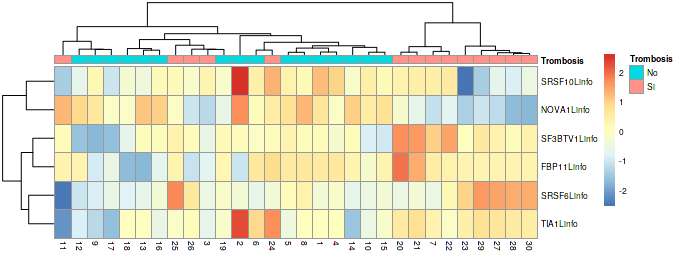 Trombosis
Trombosis
No
Si
2
1
0
-1
-2
SRSF10Linfo
NOVA1Linfo
SF3BTV1Linfo
FBP11Linfo
SRSF6Linfo
TIA1Linfo
11 12 9 17 18 13 16 25 26 3 19 2 6 24 5 8 1 4 14 10 15 20 21 7 22 23 29 27 28 30